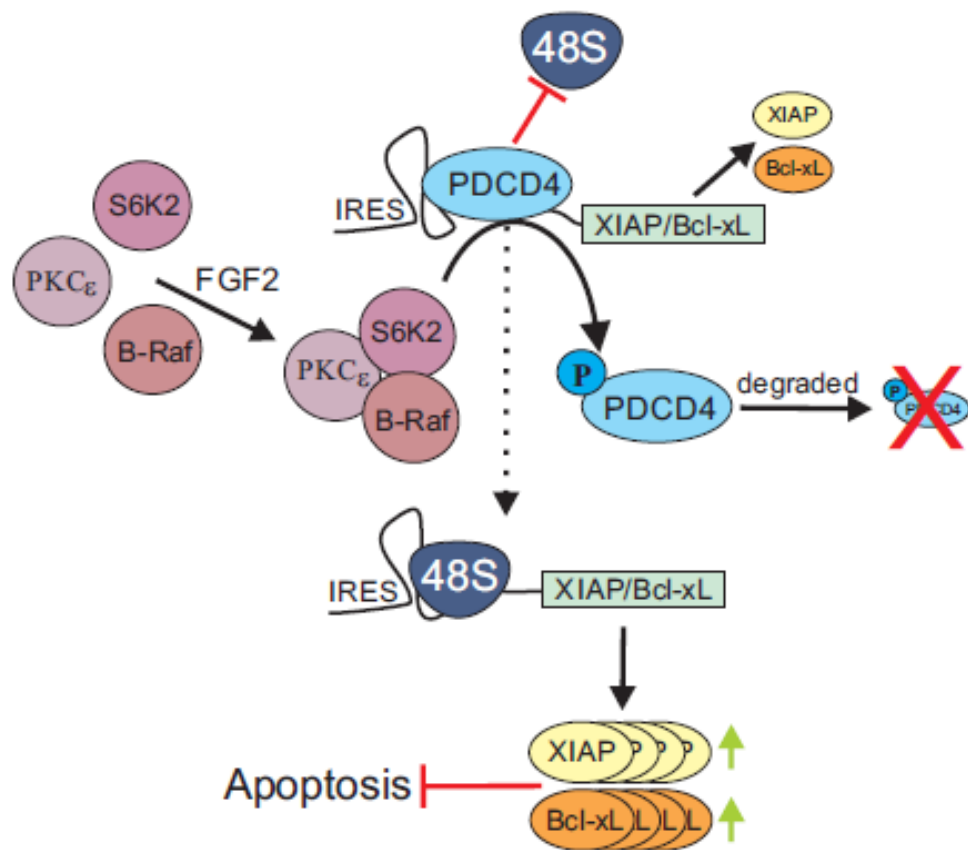 48S
XIAP
Bcl-xL
PDCD4
IRES
XIAP/Bcl-xL
S6K2
PKCε
B-Raf
FGF2
S6K2
PKCε
B-Raf
P
PDCD4
degraded
P
PDCD4
IRES
48S
XIAP/Bcl-xL
XIAP P P P
Apoptosis
Bcl-xL L L L